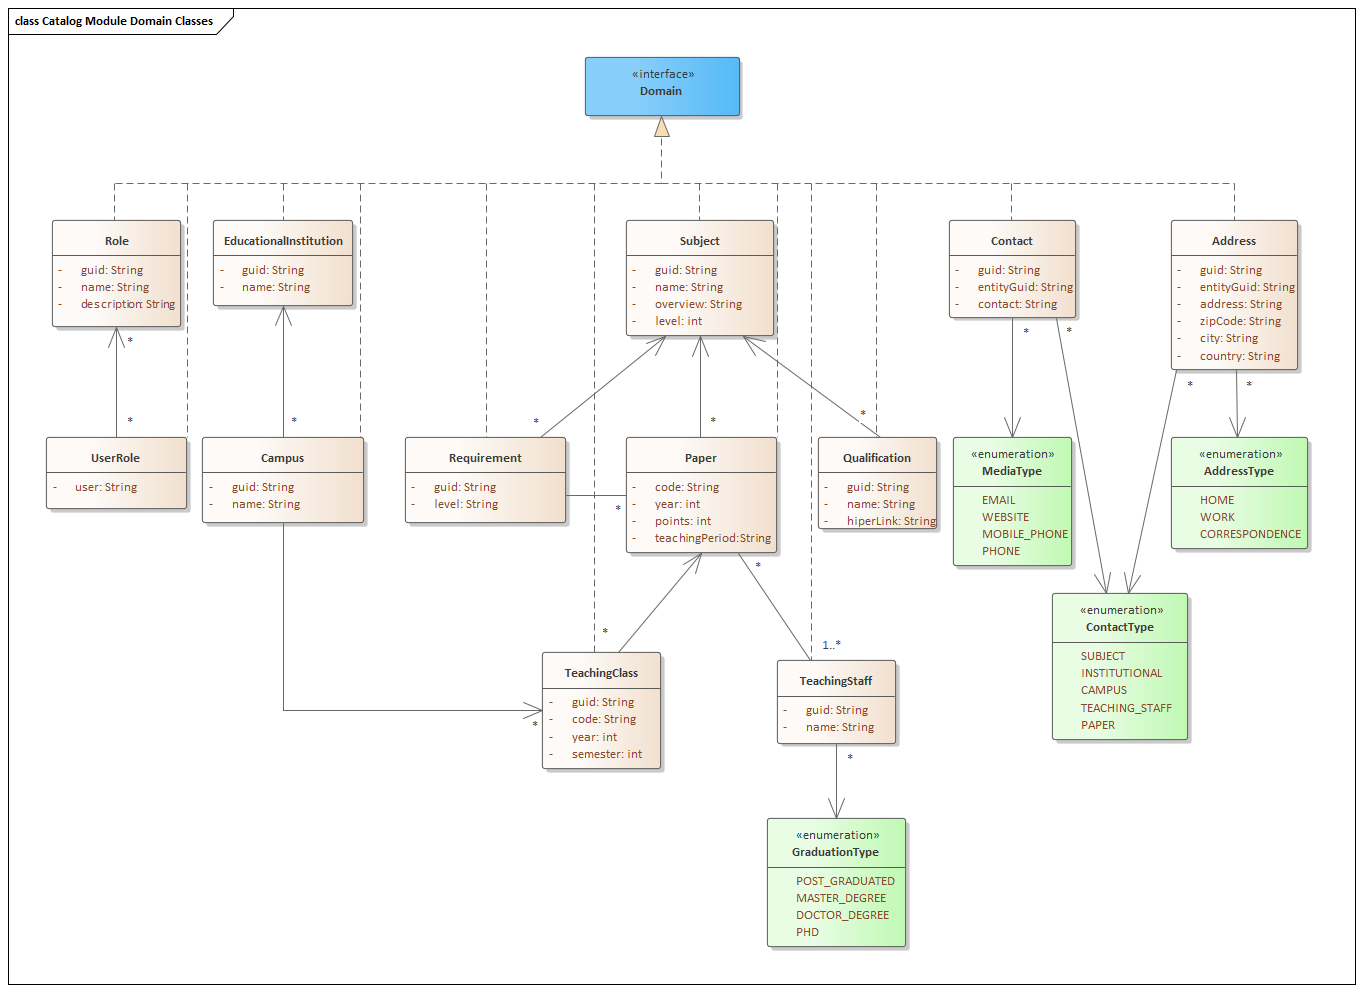 class Catalog Module Domain Classes
«interface»
Domain
Role
- guid: String
- name: String
- description: String
EducationalInstitution
- guid: String
- name: String
Subject
- guid: String
- name: String
- overview: String
- level: int
Contact
- guid: String
- entityGuid: String
- contact: String
Address
- guid: String
- entityGuid: String
- address: String
- zipCode: String
- city: String
- country: String
*
*
*
*
*
*
*
*
*
*
UserRole
- user: String
Campus
- guid: String
- name: String
Requirement
- guid: String
- level: String
Paper
- code: String
- year: int
- points: int
- teachingPeriod:String
Qualification
- guid: String
- name: String
- hiperLink: String
«enumeration»
MediaType
EMAIL
WEBSITE
MOBILE_PHONE
PHONE
«enumeration»
AddressType
HOME
WORK
CORRESPONDENCE
*
*
*
1..*
«enumeration»
ContactType
SUBJECT
INSTITUTIONAL
CAMPUS
TEACHING_STAFF
PAPER
TeachingClass
- guid: String
- code: String
- year: int
- semester: int
*
TeachingStaff
- guid: String
- name: String
*
«enumeration»
GraduationType
POST_GRADUATED
MASTER_DEGREE
DOCTOR_DEGREE
PHD